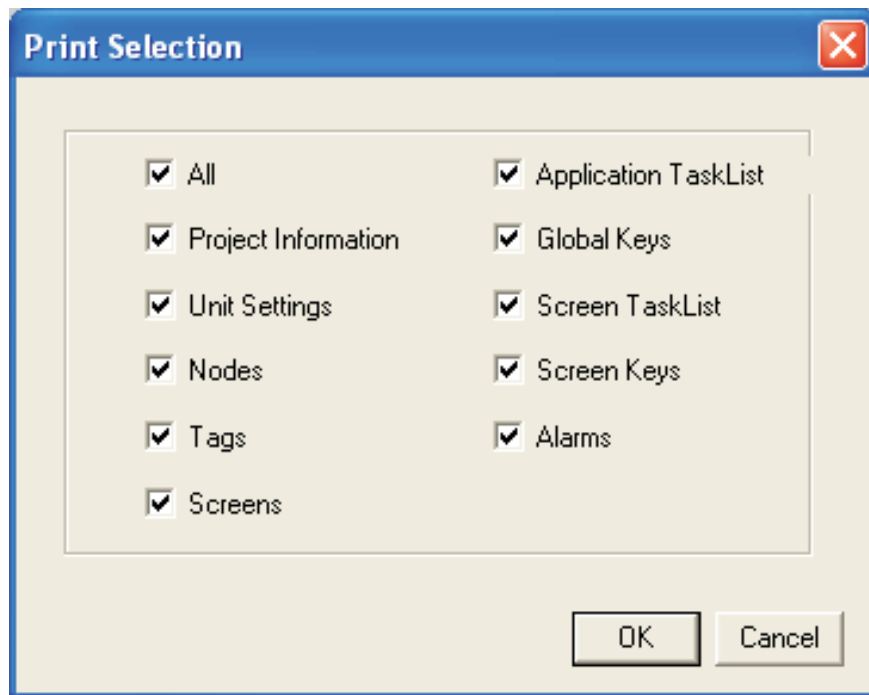 Print Selection
All
Project Information
Unit Settings
Nodes
Tags
Screens
Application TaskList
Global Keys
Screen TaskList
Screen Keys
Alarms
OK
Cancel